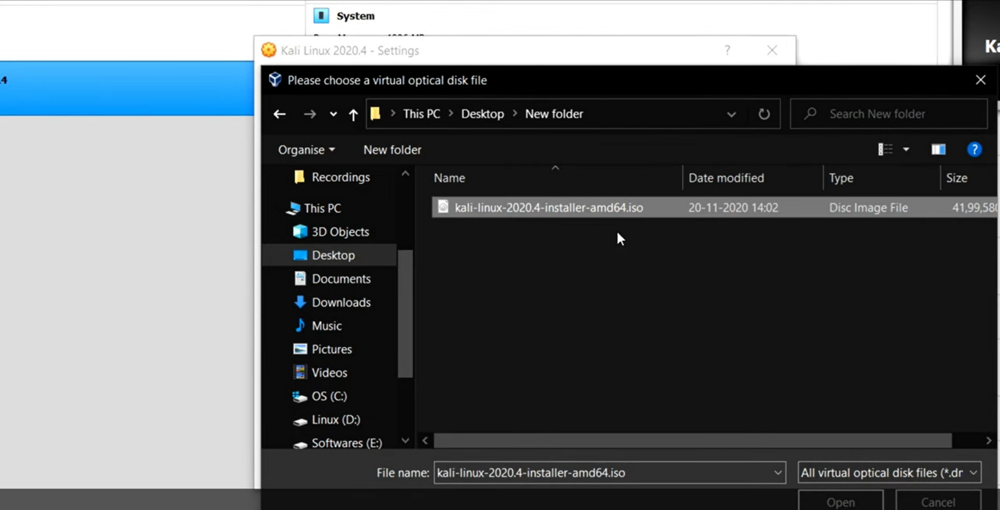 System
.4
Kali Linux 2020.4 - Settings
?
Please choose a virtual optical disk file
This PC > Desktop > New folder
Search New folder
Organise
New folder
?
Name
Date modified
Type
Size
Recordings
This PC
3D Objects
Desktop
Documents
Downloads
Music
Pictures
Videos
OS (C:)
Linux (D:)
Softwares (E:)
kali-linux-2020.4-installer-amd64.iso 20-11-2020 14:02 Disc Image File 41,99,580
File name: kali-linux-2020.4-installer-amd64.iso
All virtual optical disk files (*.dr
Open
Cancel